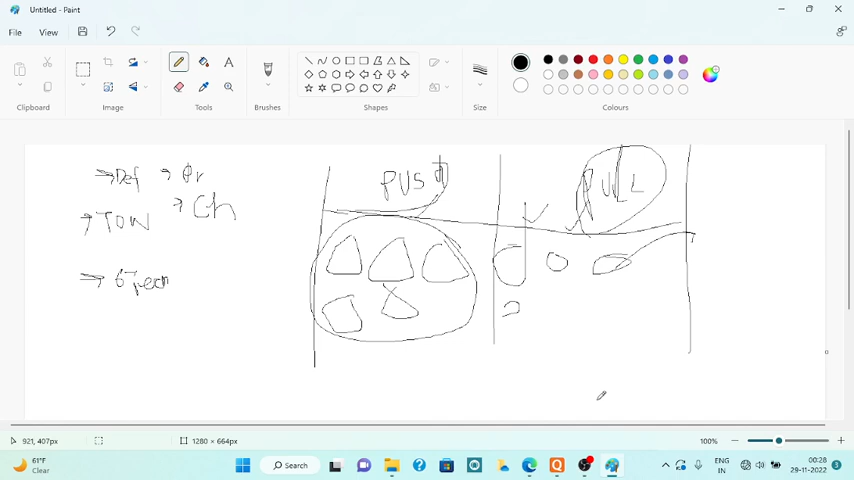 Untitled - Paint
File View
Clipboard
Image
Tools
Brushes
Shapes
Size
Colours
Def Pr
TOW Ch
PUSH
PULL
921, 407px
1280 × 664px
100%
61°F
Clear
Search
ENG
IN
00:28
29-11-2022